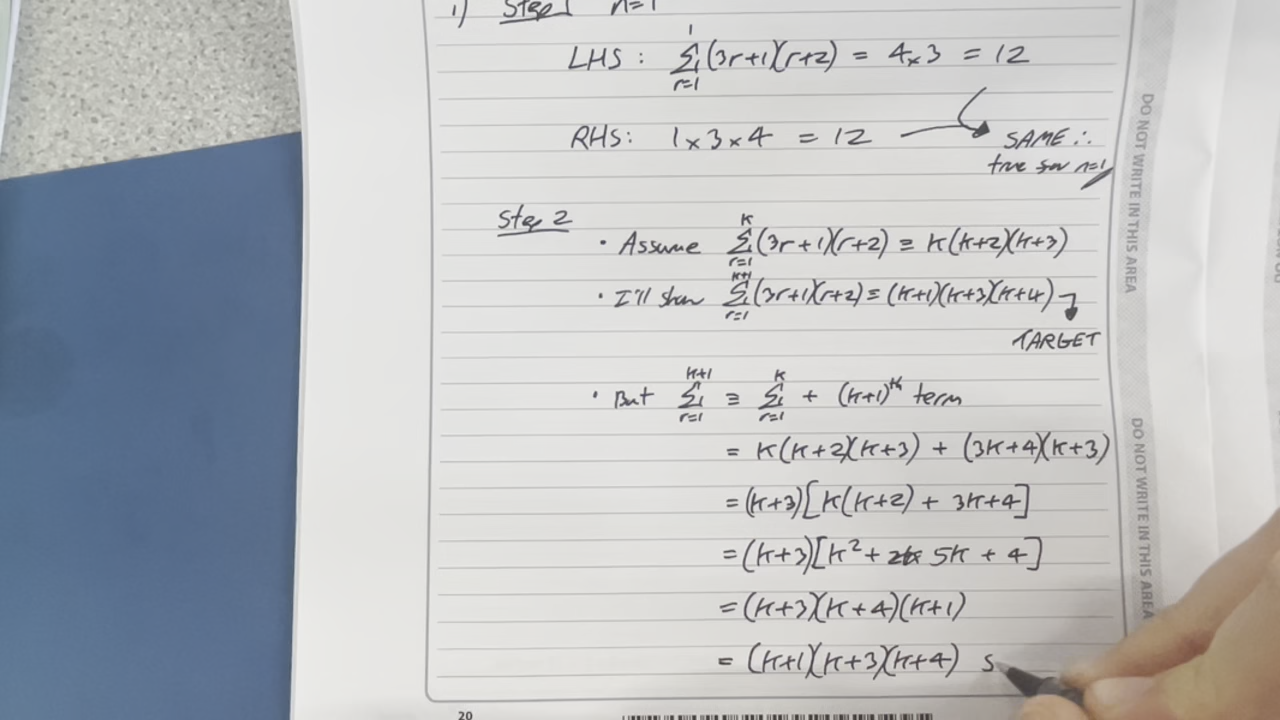 i) Step 1 n=1
LHS : 1 Σ r=1 (3r+1)(r+2) = 4×3 = 12
RHS: 1×3×4 = 12
SAME ∴
true for n=1
Step 2
• Assume K Σ r=1 (3r+1)(r+2) ≡ K(K+2)(K+3)
• I'll show K+1 Σ r=1 (3r+1)(r+2) ≡ (K+1)(K+3)(K+4)
TARGET
• But K+1 Σ r=1 ≡ K Σ r=1 + (K+1)th term
= K(K+2)(K+3) + (3K+4)(K+3)
= (K+3)[K(K+2) + 3K+4]
= (K+3)[K² + 5K + 4]
= (K+3)(K+4)(K+1)
= (K+1)(K+3)(K+4) s
20
DO NOT WRITE IN THIS AREA
DO NOT WRITE IN THIS AREA